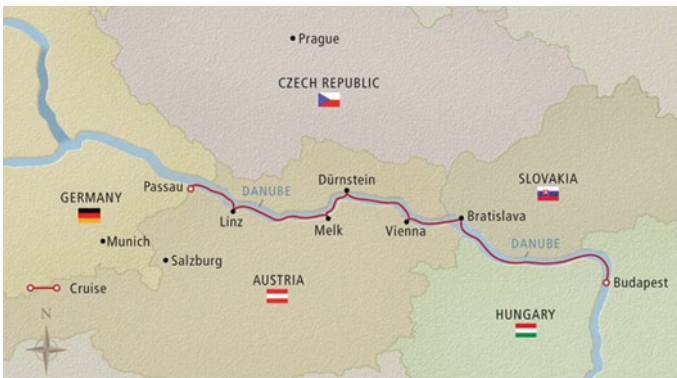 Prague
CZECH REPUBLIC
SLOVAKIA
Dürnstein
Passau
DANUBE
GERMANY
Linz
Melk
Vienna
Bratislava
Munich
DANUBE
Salzburg
AUSTRIA
Budapest
Cruise
HUNGARY
N